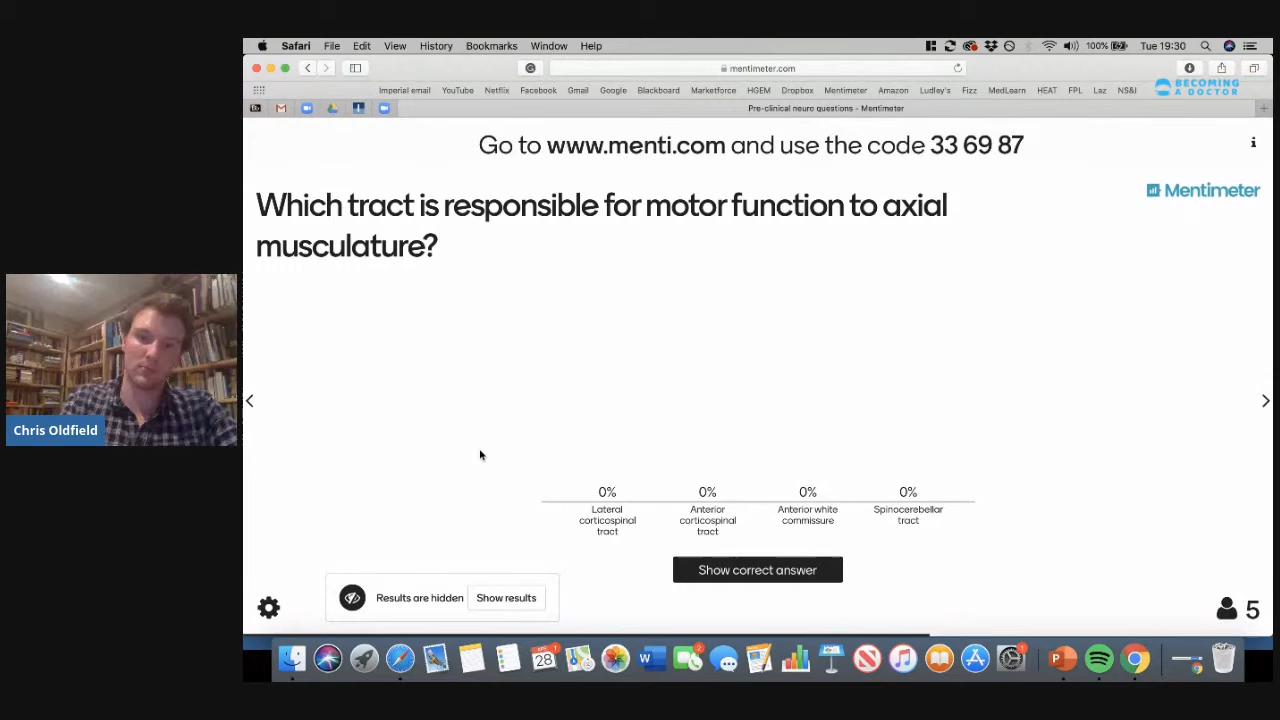 Safari File Edit View History Bookmarks Window Help 100% Tue 19:30
mentimeter.com
Imperial email YouTube Netflix Facebook Gmail Google Blackboard Marketforce HGEM Dropbox Mentimeter Amazon Ludley's Fizz MedLearn HEAT FPL Laz NS&I
BECOMING
A DOCTOR
Pre-clinical neuro questions - Mentimeter
Go to www.menti.com and use the code 33 69 87
Mentimeter
Which tract is responsible for motor function to axial
musculature?
Chris Oldfield
0% 0% 0% 0%
Lateral
corticospinal
tract
Anterior
corticospinal
tract
Anterior white
commissure
Spinocerebellar
tract
Show correct answer
Results are hidden Show results
5
28